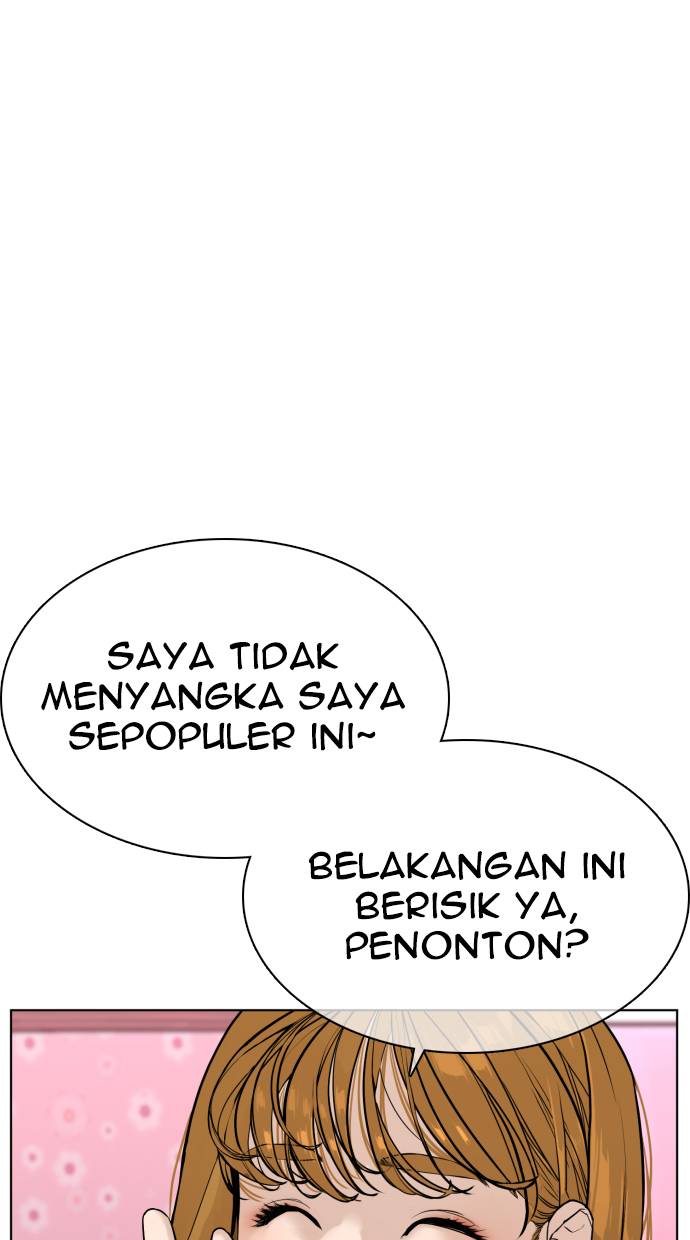 SAYA TIDAK
MENYANGKA SAYA
SEPOPULER INI~
BELAKANGAN INI
BERISIK YA,
PENONTON?